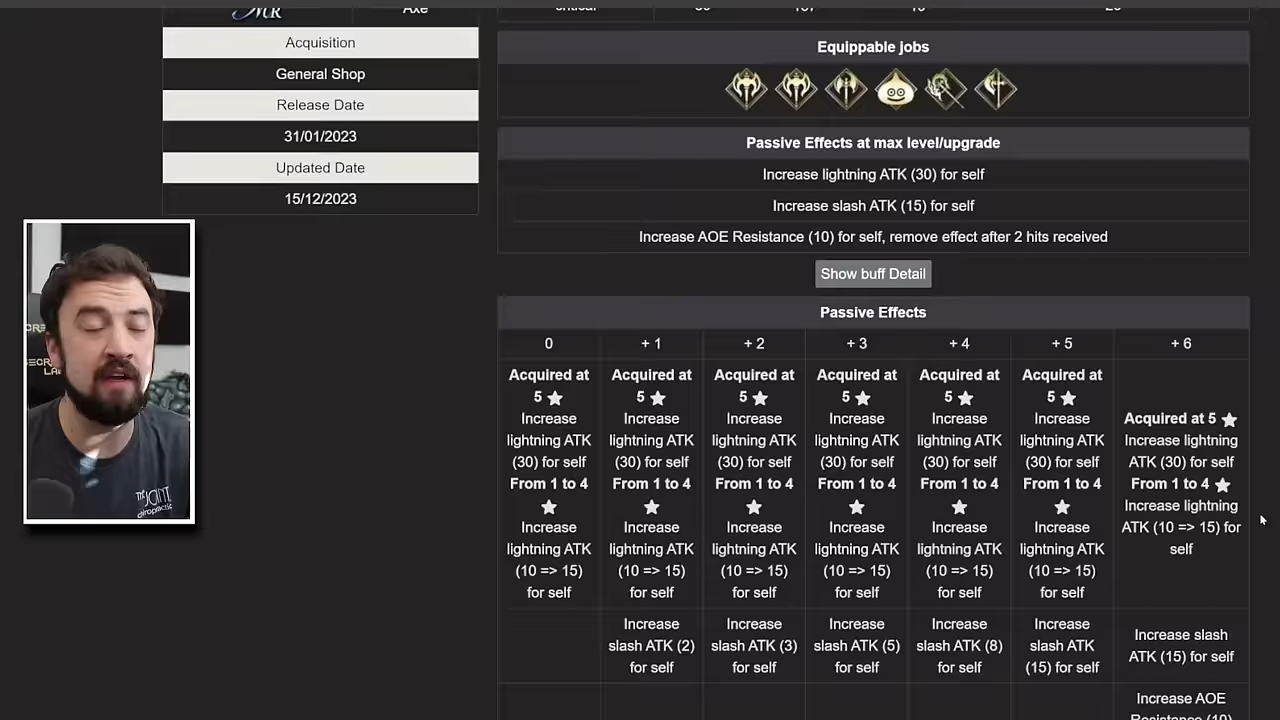 MR
Axe
critical
Acquisition
General Shop
Release Date
31/01/2023
Updated Date
15/12/2023
Equippable jobs
Passive Effects at max level/upgrade
Increase lightning ATK (30) for self
Increase slash ATK (15) for self
Increase AOE Resistance (10) for self, remove effect after 2 hits received
Show buff Detail
Passive Effects
0 + 1 + 2 + 3 + 4 + 5 + 6
Acquired at
5 ★
Increase
lightning ATK
(30) for self
From 1 to 4
★
Increase
lightning ATK
(10 => 15)
for self
Acquired at
5 ★
Increase
lightning ATK
(30) for self
From 1 to 4
★
Increase
lightning ATK
(10 => 15)
for self
Acquired at
5 ★
Increase
lightning ATK
(30) for self
From 1 to 4
★
Increase
lightning ATK
(10 => 15)
for self
Acquired at
5 ★
Increase
lightning ATK
(30) for self
From 1 to 4
★
Increase
lightning ATK
(10 => 15)
for self
Acquired at
5 ★
Increase
lightning ATK
(30) for self
From 1 to 4
★
Increase
lightning ATK
(10 => 15)
for self
Acquired at
5 ★
Increase
lightning ATK
(30) for self
From 1 to 4
★
Increase
lightning ATK
(10 => 15)
for self
Acquired at 5 ★
Increase lightning
ATK (30) for self
From 1 to 4 ★
Increase lightning
ATK (10 => 15) for
self
Increase
slash ATK (2)
for self
Increase
slash ATK (3)
for self
Increase
slash ATK (5)
for self
Increase
slash ATK (8)
for self
Increase
slash ATK
(15) for self
Increase slash
ATK (15) for self
Increase AOE
Resistance (10)
THE JOINT
chiropractic